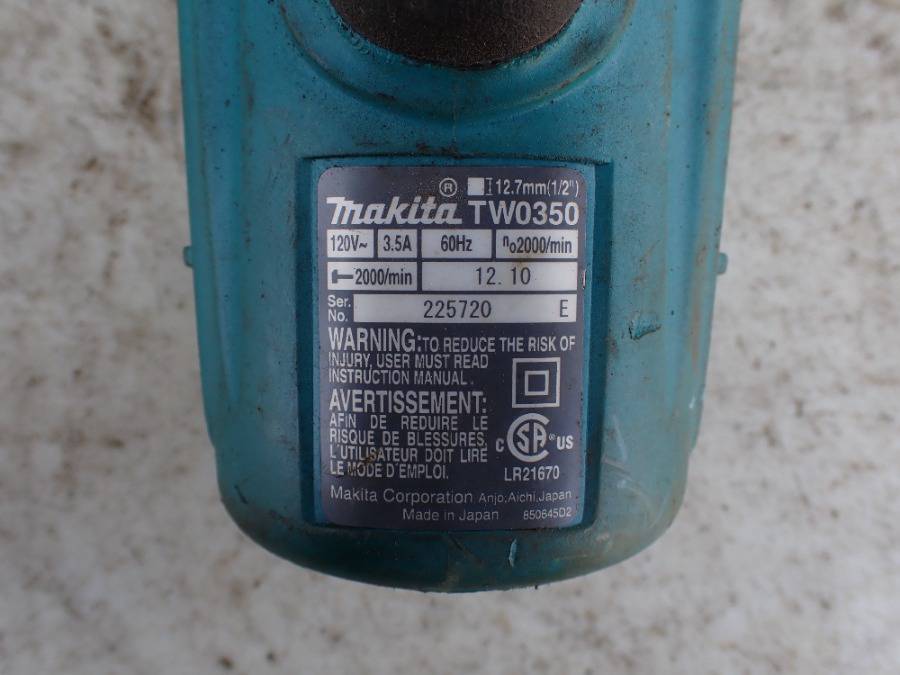 ® 12.7mm(1/2")
makita TW0350
120V~ 3.5A 60Hz n₀2000/min
2000/min 12.10
Ser. No. 225720 E
WARNING: TO REDUCE THE RISK OF
INJURY, USER MUST READ
INSTRUCTION MANUAL.
AVERTISSEMENT:
AFIN DE REDUIRE LE
RISQUE DE BLESSURES,
L'UTILISATEUR DOIT LIRE
LE MODE D'EMPLOI.
C SA ® US
LR21670
Makita Corporation Anjo,Aichi,Japan
Made in Japan 850645D2